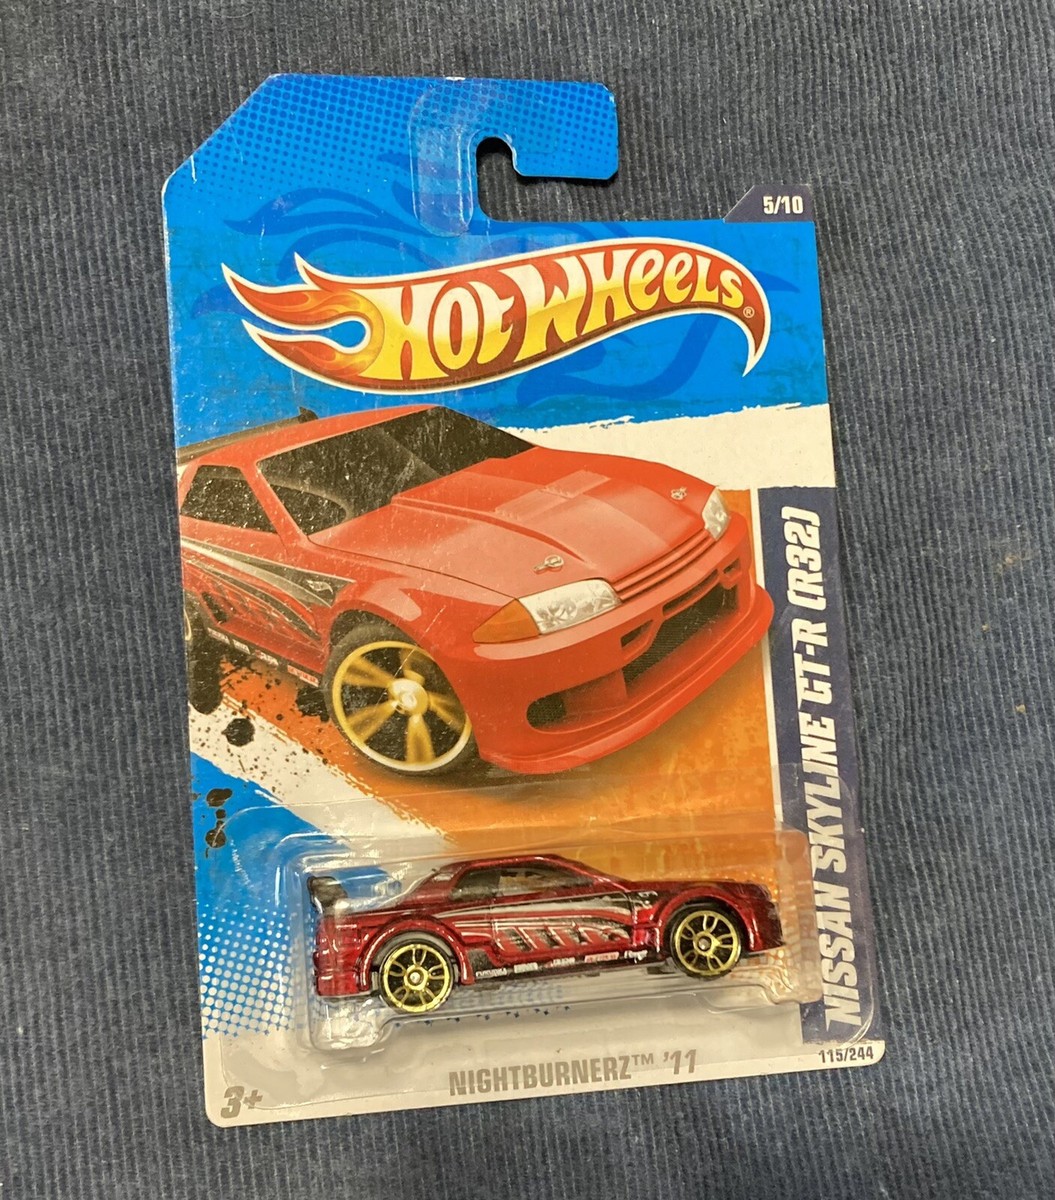 5/10
HOT WHEELS®
NISSAN SKYLINE GT-R (R32)
NIGHTBURNERZ™ '11
115/244
3+